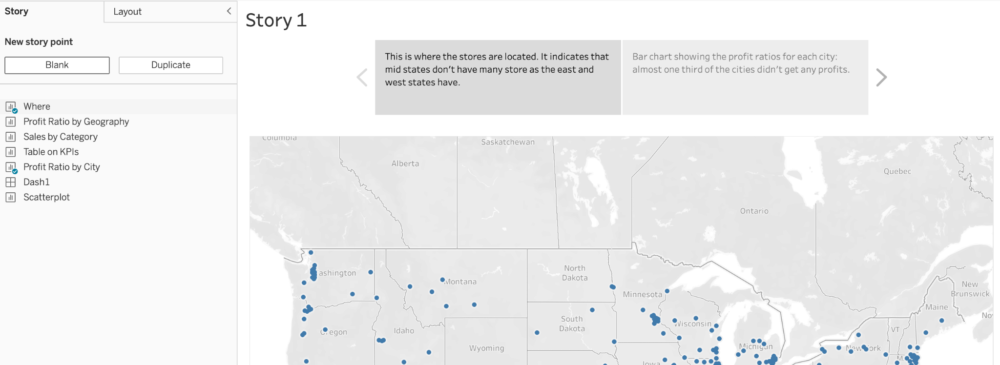 Story
Layout
New story point
Blank
Duplicate
Where
Profit Ratio by Geography
Sales by Category
Table on KPIs
Profit Ratio by City
Dash1
Scatterplot
Story 1
This is where the stores are located. It indicates that
mid states don't have many store as the east and
west states have.
Bar chart showing the profit ratios for each city:
almost one third of the cities didn't get any profits.
Columbia
Saskatchewan
Alberta
Quebec
Ontario
ashington
Montana
North
Dakota
Minnesota
New
Brunswick
Maine
No
South
Dakota
Wisconsin
Oregon
Idaho
VT
Wyoming
Michigan
New York
M.
Iowa